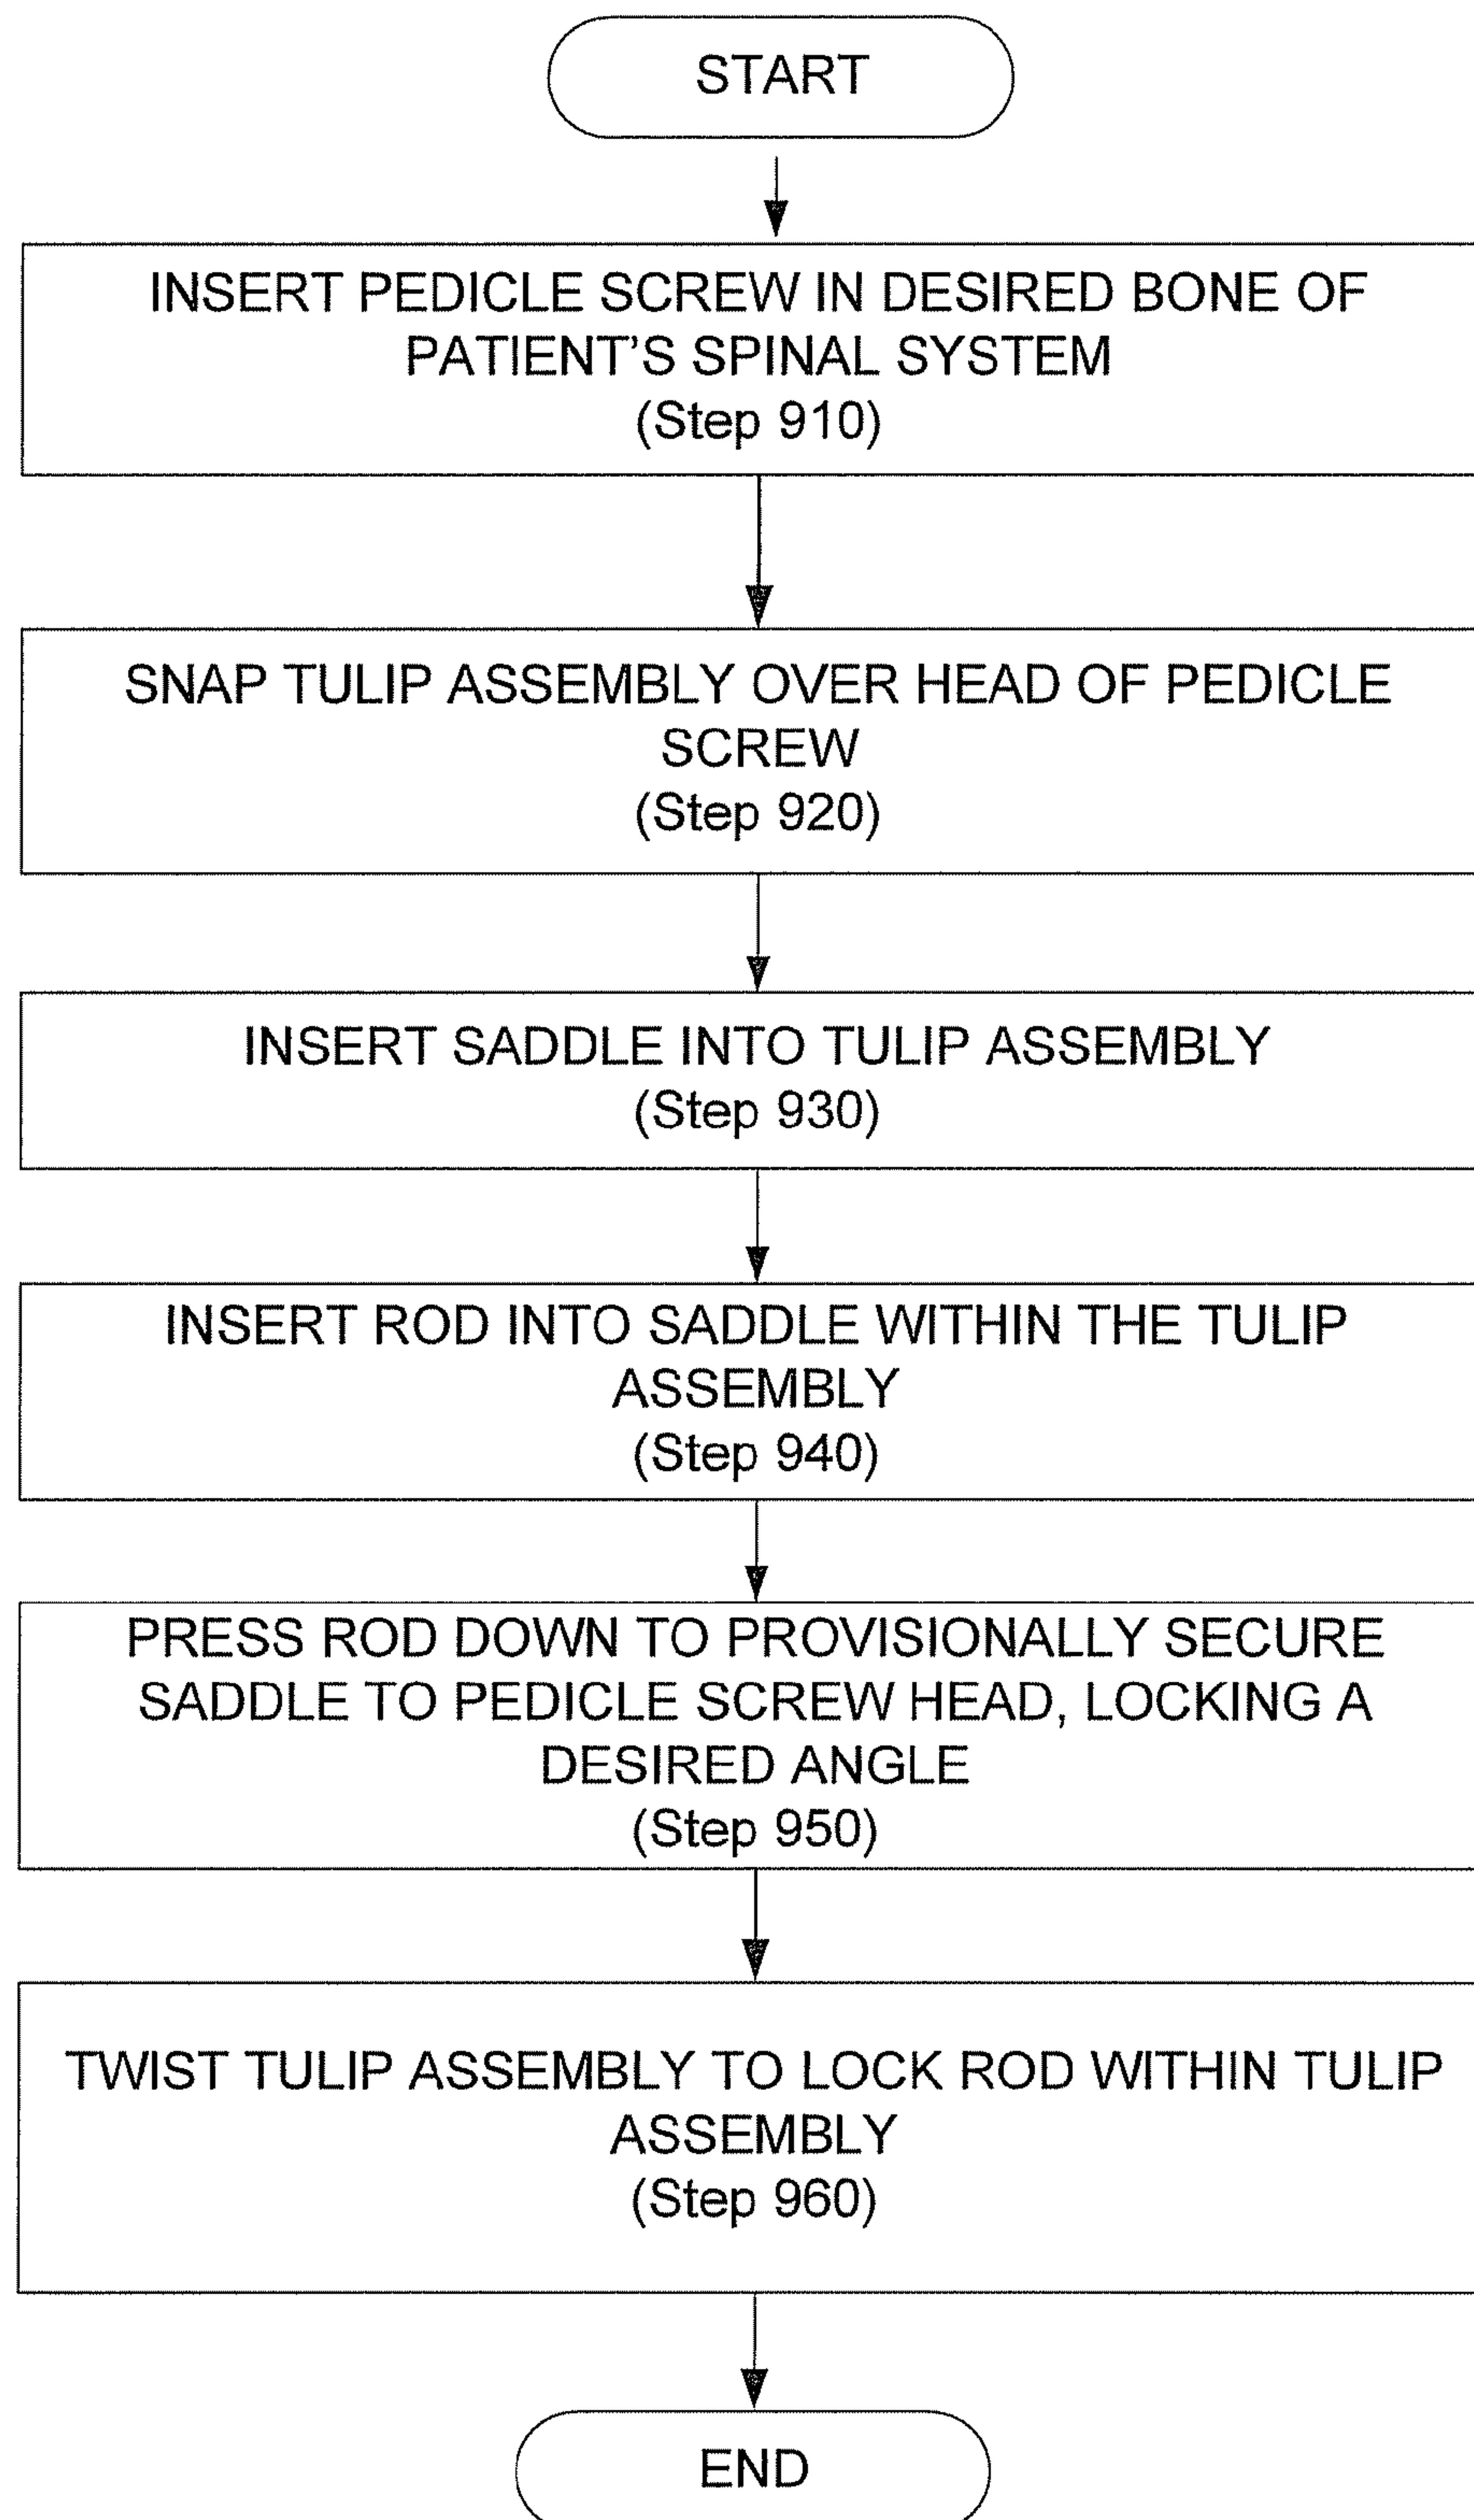 START
INSERT PEDICLE SCREW IN DESIRED BONE OF
PATIENT'S SPINAL SYSTEM
(Step 910)
SNAP TULIP ASSEMBLY OVER HEAD OF PEDICLE
SCREW
(Step 920)
INSERT SADDLE INTO TULIP ASSEMBLY
(Step 930)
INSERT ROD INTO SADDLE WITHIN THE TULIP
ASSEMBLY
(Step 940)
PRESS ROD DOWN TO PROVISIONALLY SECURE
SADDLE TO PEDICLE SCREW HEAD, LOCKING A
DESIRED ANGLE
(Step 950)
TWIST TULIP ASSEMBLY TO LOCK ROD WITHIN TULIP
ASSEMBLY
(Step 960)
END